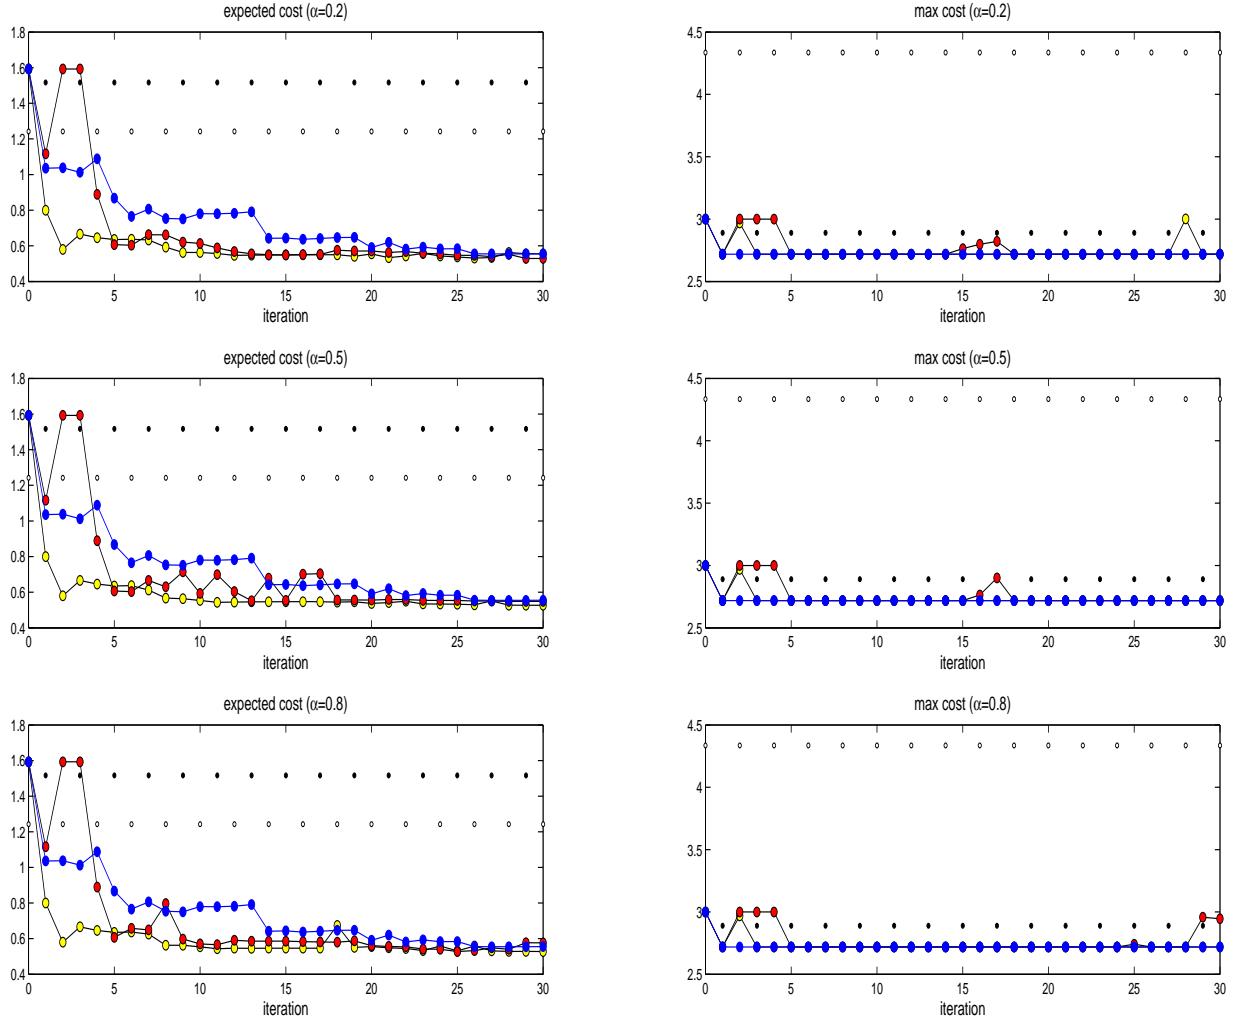 expected cost (α=0.2)
1.8
1.6
1.4
1.2
1
0.8
0.6
0.4
0 5 10 15 20 25 30
iteration
max cost (α=0.2)
4.5
4
3.5
3
2.5
0 5 10 15 20 25 30
iteration
expected cost (α=0.5)
1.8
1.6
1.4
1.2
1
0.8
0.6
0.4
0 5 10 15 20 25 30
iteration
max cost (α=0.5)
4.5
4
3.5
3
2.5
0 5 10 15 20 25 30
iteration
expected cost (α=0.8)
1.8
1.6
1.4
1.2
1
0.8
0.6
0.4
0 5 10 15 20 25 30
iteration
max cost (α=0.8)
4.5
4
3.5
3
2.5
0 5 10 15 20 25 30
iteration